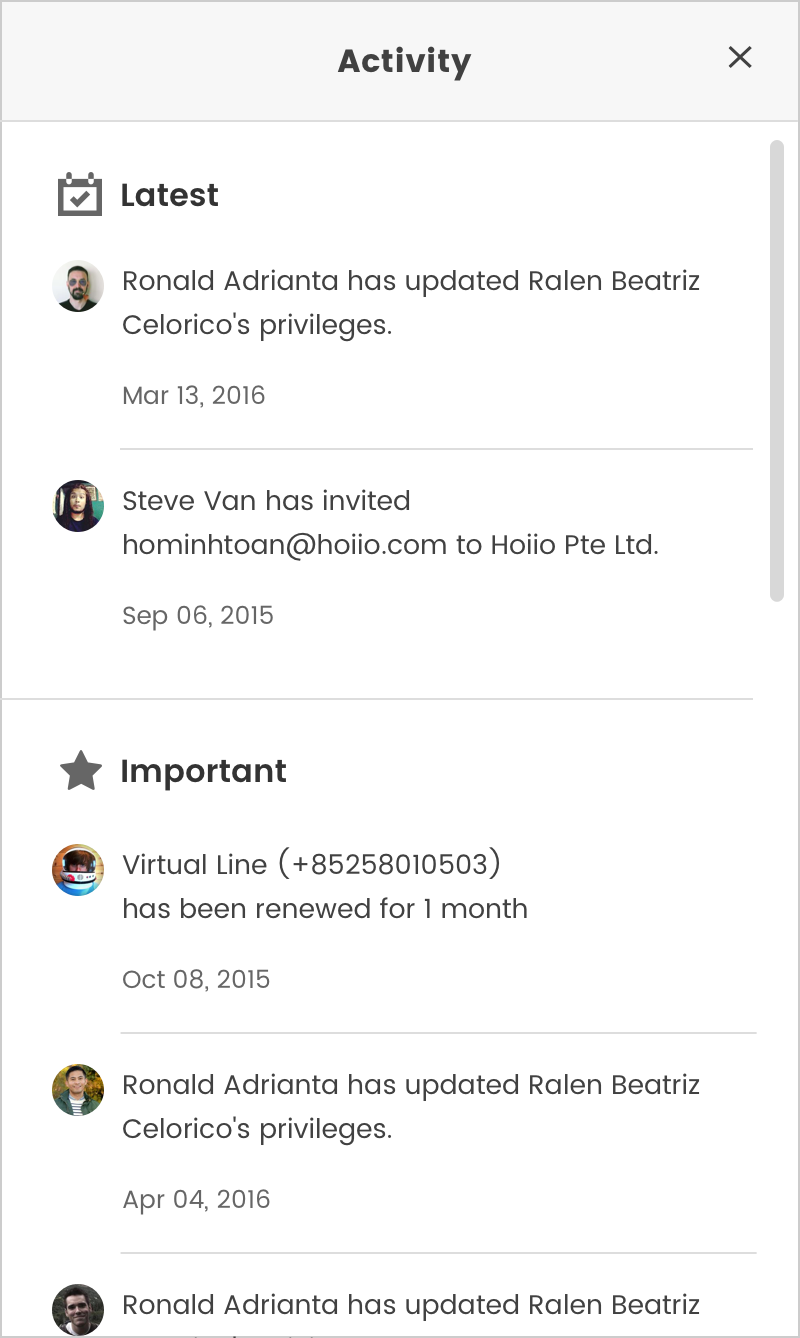 Activity
Latest
Ronald Adrianta has updated Ralen Beatriz
Celorico's privileges.
Mar 13, 2016
Steve Van has invited
hominhtoan@hoiio.com to Hoiio Pte Ltd.
Sep 06, 2015
Important
Virtual Line (+85258010503)
has been renewed for 1 month
Oct 08, 2015
Ronald Adrianta has updated Ralen Beatriz
Celorico's privileges.
Apr 04, 2016
Ronald Adrianta has updated Ralen Beatriz